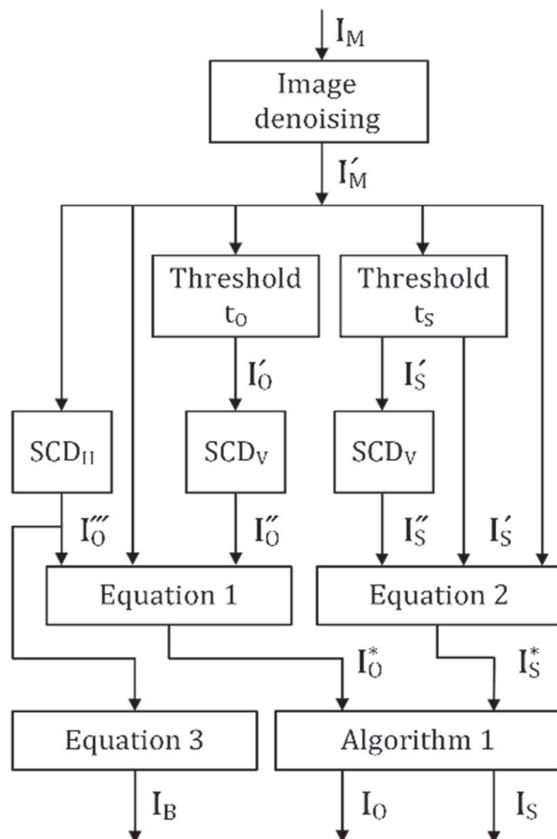 I_M
Image
denoising
I′_M
Threshold
t_O
Threshold
t_S
I′_O
I′_S
SCD_H
SCD_V
SCD_V
I‴_O
I″_O
I″_S
I′_S
Equation 1
Equation 2
I*_O
I*_S
Equation 3
Algorithm 1
I_B
I_O
I_S